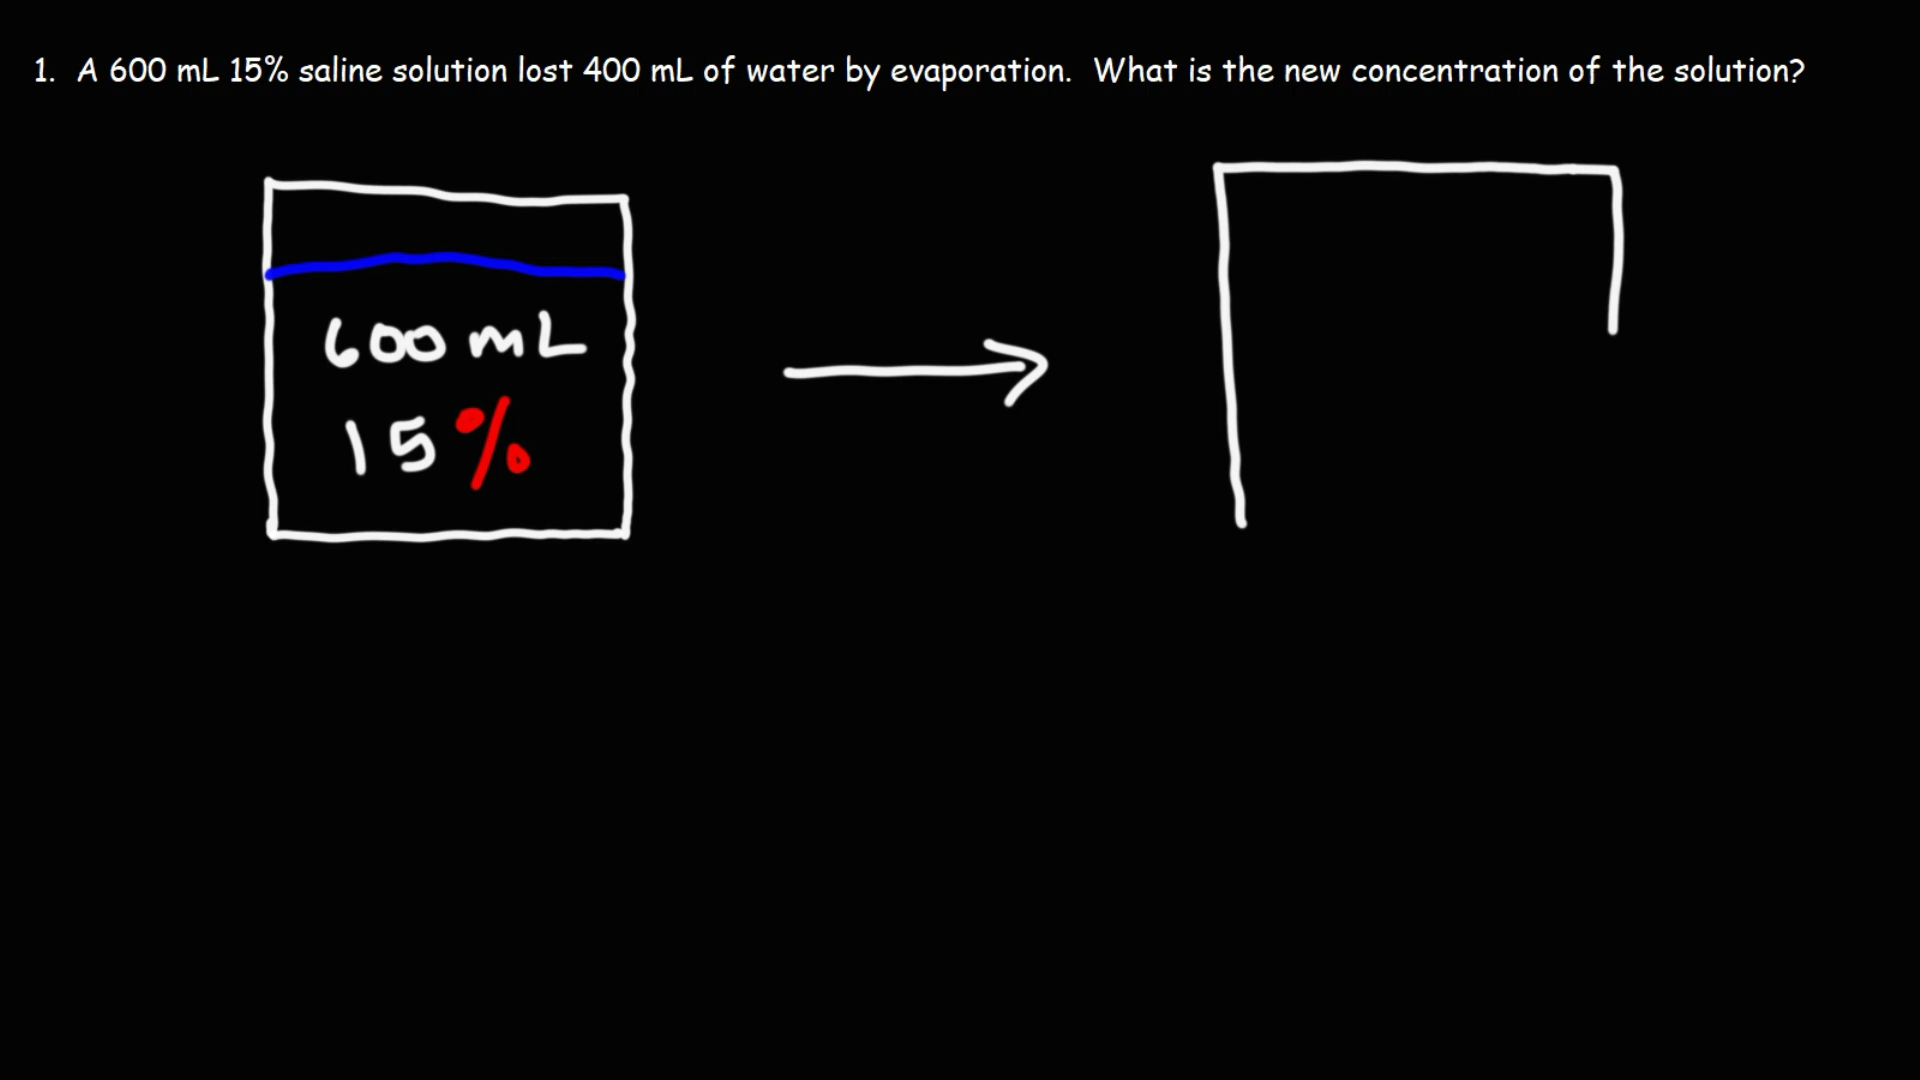 1. A 600 mL 15% saline solution lost 400 mL of water by evaporation. What is the new concentration of the solution?
600 mL
15%